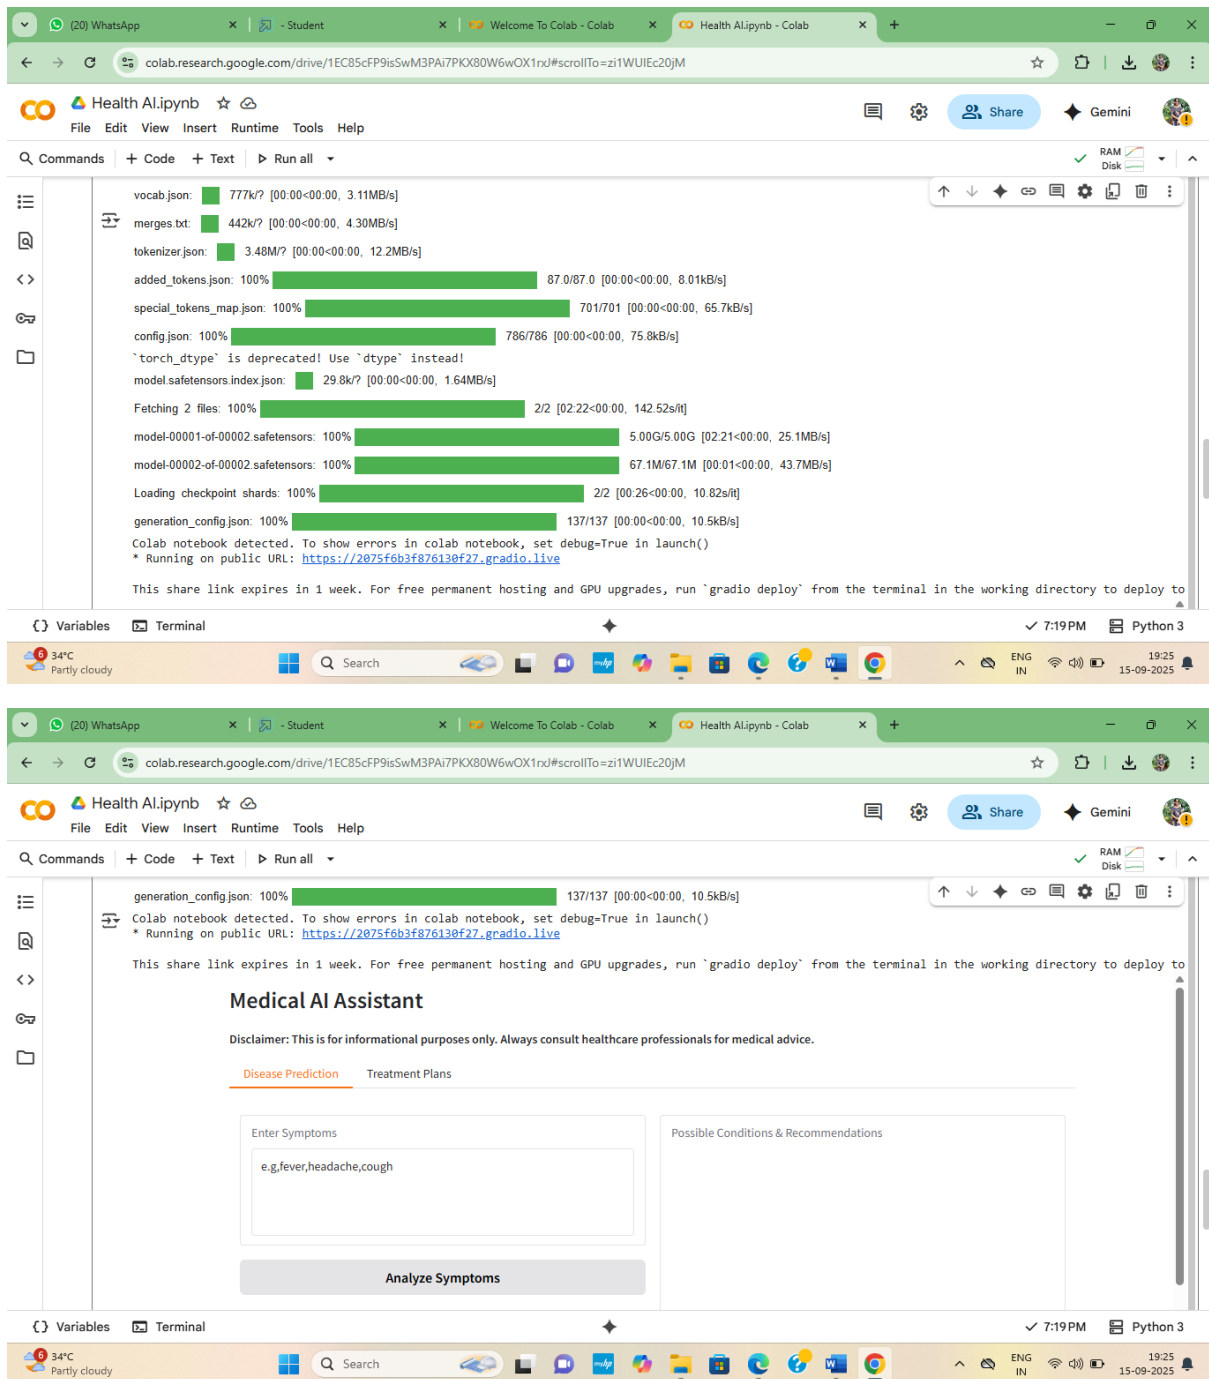 (20) WhatsApp
- Student
Welcome To Colab - Colab
Health AI.ipynb - Colab
colab.research.google.com/drive/1EC85cFP9isSwM3PAi7PKX80W6wOX1rxJ#scrollTo=zi1WUIEc20jM
Health AI.ipynb
File Edit View Insert Runtime Tools Help
Share
Gemini
Commands + Code + Text Run all
RAM
Disk
vocab.json: 777k/? [00:00<00:00, 3.11MB/s]
merges.txt: 442k/? [00:00<00:00, 4.30MB/s]
tokenizer.json: 3.48M/? [00:00<00:00, 12.2MB/s]
added_tokens.json: 100% 87.0/87.0 [00:00<00:00, 8.01kB/s]
special_tokens_map.json: 100% 701/701 [00:00<00:00, 65.7kB/s]
config.json: 100% 786/786 [00:00<00:00, 75.8kB/s]
`torch_dtype` is deprecated! Use `dtype` instead!
model.safetensors.index.json: 29.8k/? [00:00<00:00, 1.64MB/s]
Fetching 2 files: 100% 2/2 [02:22<00:00, 142.52s/it]
model-00001-of-00002.safetensors: 100% 5.00G/5.00G [02:21<00:00, 25.1MB/s]
model-00002-of-00002.safetensors: 100% 67.1M/67.1M [00:01<00:00, 43.7MB/s]
Loading checkpoint shards: 100% 2/2 [00:26<00:00, 10.82s/it]
generation_config.json: 100% 137/137 [00:00<00:00, 10.5kB/s]
Colab notebook detected. To show errors in colab notebook, set debug=True in launch()
* Running on public URL: https://2075f6b3f876130f27.gradio.live
This share link expires in 1 week. For free permanent hosting and GPU upgrades, run `gradio deploy` from the terminal in the working directory to deploy to
Variables Terminal
7:19 PM Python 3
6
34°C
Partly cloudy
Search
myhp
ENG
IN
19:25
15-09-2025
(20) WhatsApp
- Student
Welcome To Colab - Colab
Health AI.ipynb - Colab
colab.research.google.com/drive/1EC85cFP9isSwM3PAi7PKX80W6wOX1rxJ#scrollTo=zi1WUIEc20jM
Health AI.ipynb
File Edit View Insert Runtime Tools Help
Share
Gemini
Commands + Code + Text Run all
RAM
Disk
generation_config.json: 100% 137/137 [00:00<00:00, 10.5kB/s]
Colab notebook detected. To show errors in colab notebook, set debug=True in launch()
* Running on public URL: https://2075f6b3f876130f27.gradio.live
This share link expires in 1 week. For free permanent hosting and GPU upgrades, run `gradio deploy` from the terminal in the working directory to deploy to
Medical AI Assistant
Disclaimer: This is for informational purposes only. Always consult healthcare professionals for medical advice.
Disease Prediction Treatment Plans
Enter Symptoms
e.g,fever,headache,cough
Analyze Symptoms
Possible Conditions & Recommendations
Variables Terminal
7:19 PM Python 3
6
34°C
Partly cloudy
Search
myhp
ENG
IN
19:25
15-09-2025